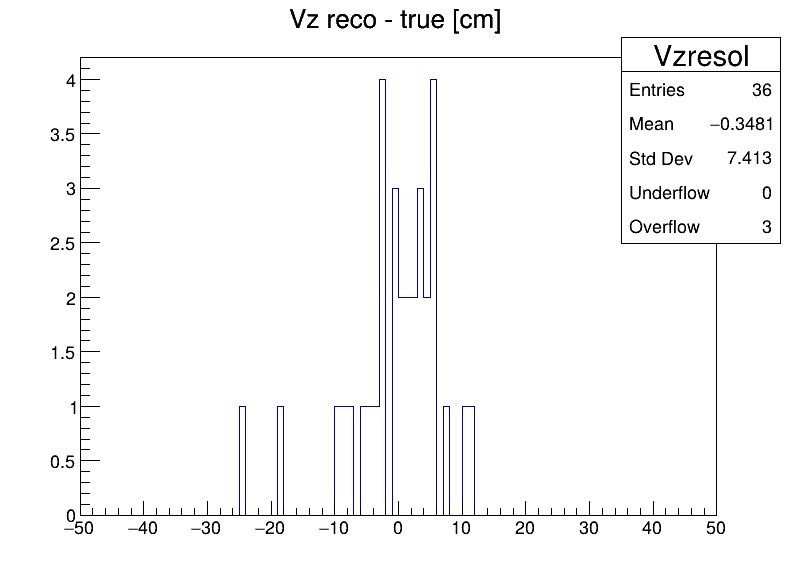 Vz reco - true [cm]
Vzresol
Entries 36
Mean −0.3481
Std Dev 7.413
Underflow 0
Overflow 3
4
3.5
3
2.5
2
1.5
1
0.5
0
−50 −40 −30 −20 −10 0 10 20 30 40 50